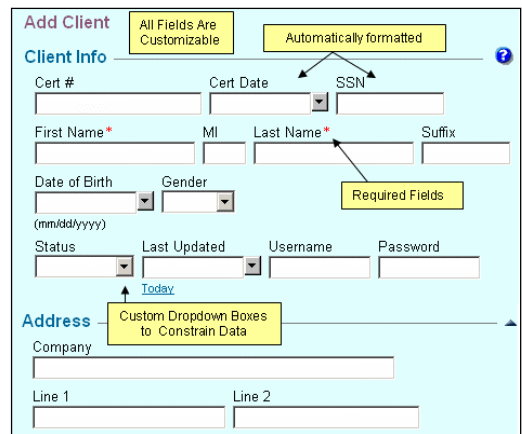 Add Client
All Fields Are
Customizable
Automatically formatted
Client Info
?
Cert #
Cert Date
SSN
First Name*
MI
Last Name*
Suffix
Date of Birth
Gender
Required Fields
(mm/dd/yyyy)
Status
Last Updated
Username
Password
Today
Custom Dropdown Boxes
to Constrain Data
Address
Company
Line 1
Line 2